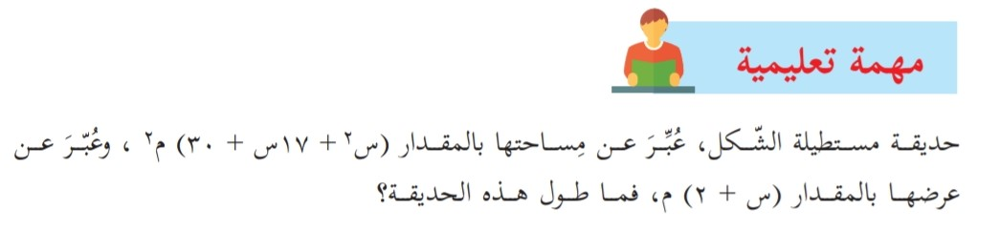 مهمة تعليمية
حديقة مستطيلة الشّكل، عُبِّرَ عن مِساحتها بالمقدار (س٢ + ١٧س + ٣٠) م٢ ، وعُبّرَ عن
عرضها بالمقدار (س + ٢) م، فما طول هذه الحديقة؟